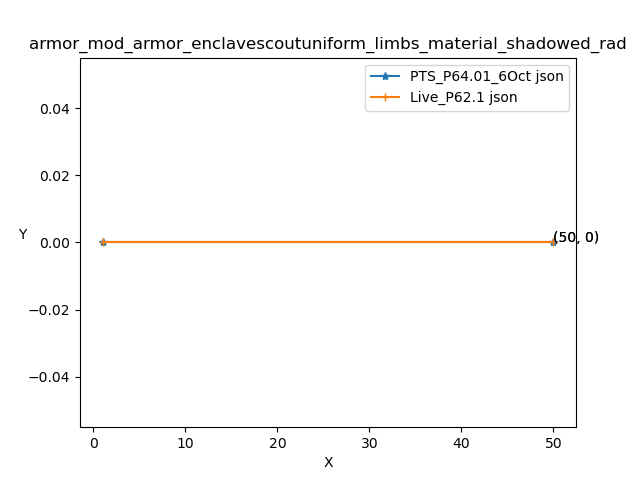 armor_mod_armor_enclavescoutuniform_limbs_material_shadowed_rad
PTS_P64.01_6Oct json
Live_P62.1 json
0.04
0.02
0.00
−0.02
−0.04
Y
(50, 0)
0 10 20 30 40 50
X